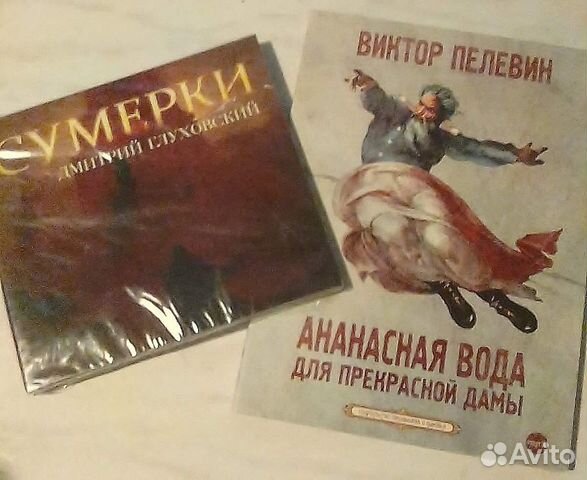 СУМЕРКИ
ДМИТРИЙ ГЛУХОВСКИЙ
ВИКТОР ПЕЛЕВИН
АНАНАСНАЯ ВОДА
ДЛЯ ПРЕКРАСНОЙ ДАМЫ
Avito